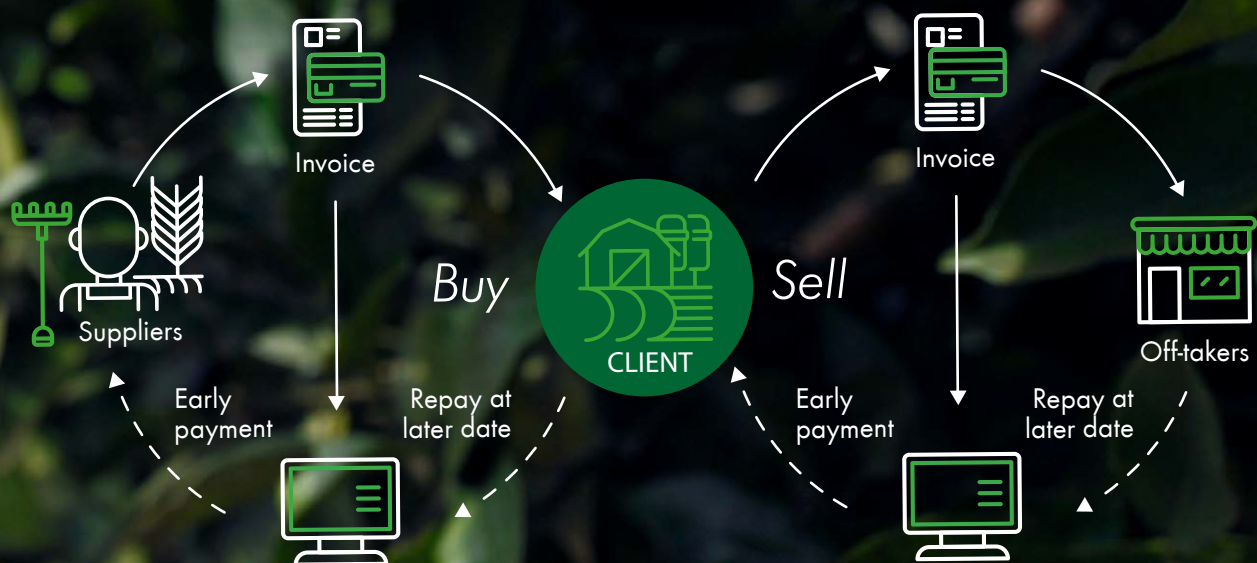 Invoice
Invoice
Buy
Sell
Suppliers
CLIENT
Off-takers
Early
payment
Repay at
later date
Early
payment
Repay at
later date